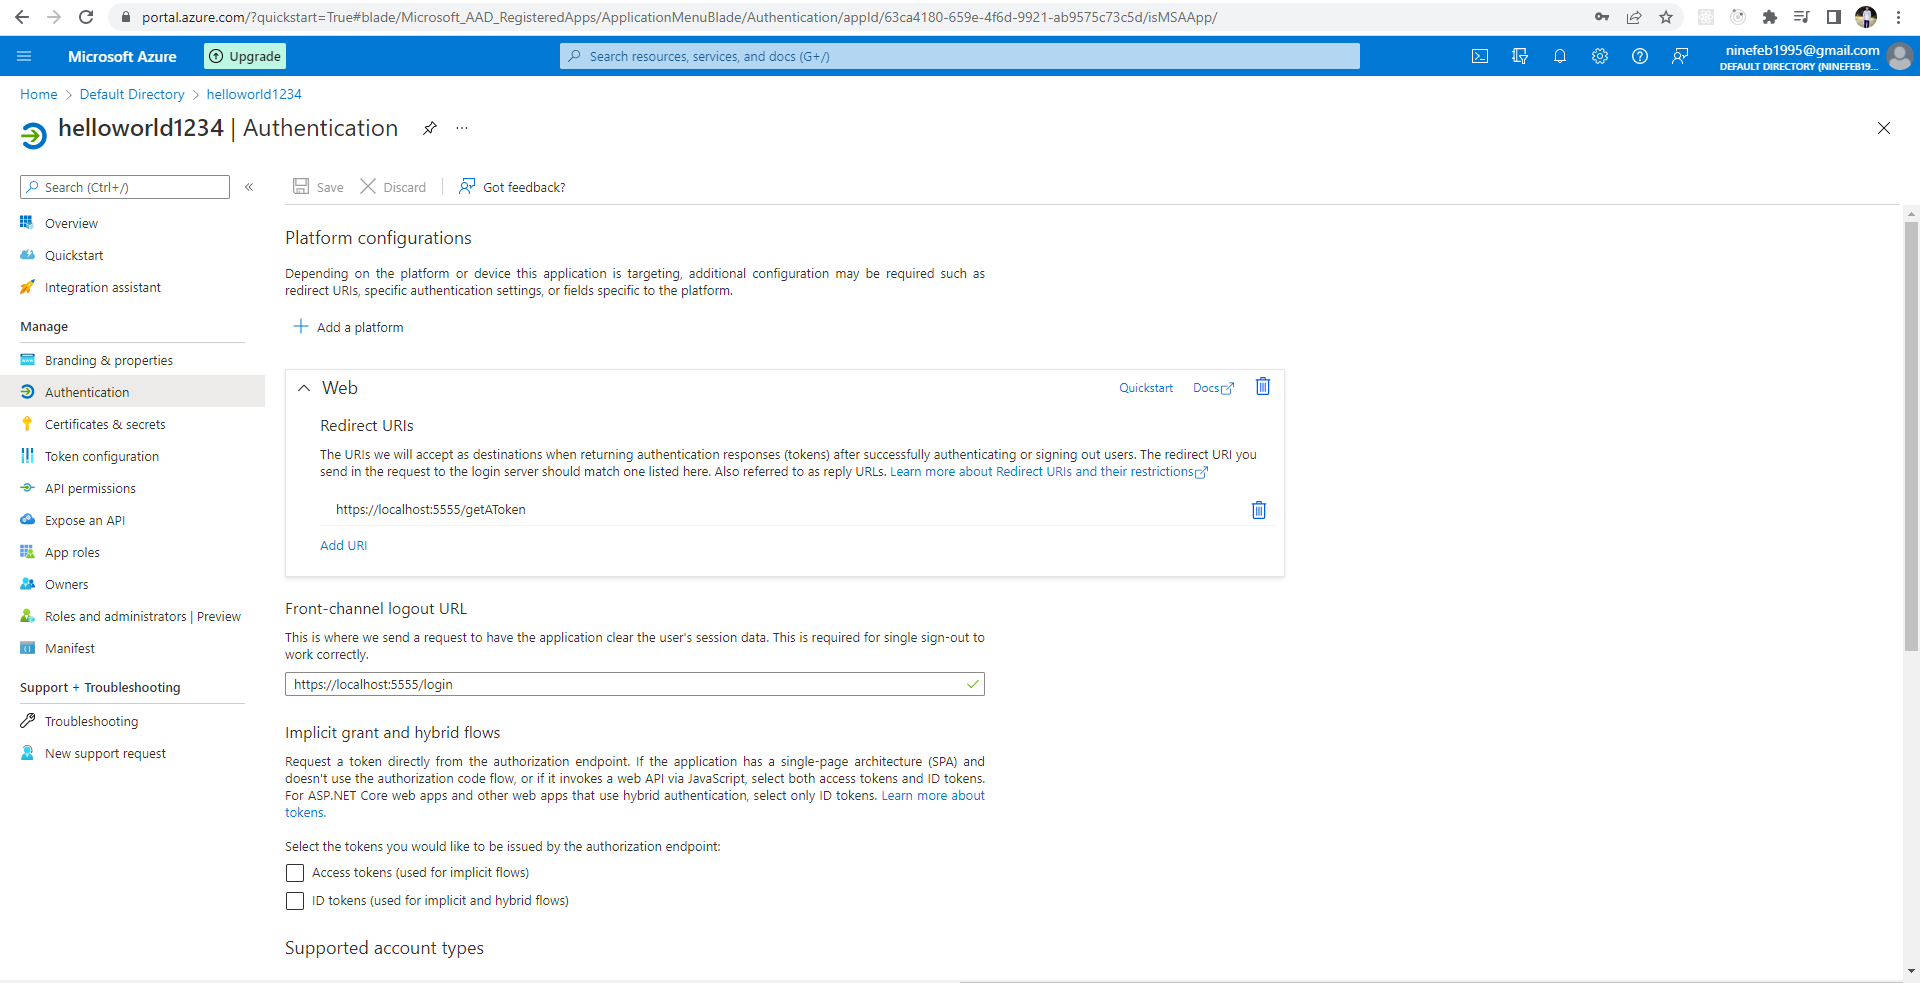 portal.azure.com/?quickstart=True#blade/Microsoft_AAD_RegisteredApps/ApplicationMenuBlade/Authentication/appId/63ca4180-659e-4f6d-9921-ab9575c73c5d/isMSAApp/
Microsoft Azure
Upgrade
Search resources, services, and docs (G+/)
ninefeb1995@gmail.com
DEFAULT DIRECTORY (NINEFEB19...
Home > Default Directory > helloworld1234
helloworld1234 | Authentication
Search (Ctrl+/)
Overview
Quickstart
Integration assistant
Manage
Branding & properties
Authentication
Certificates & secrets
Token configuration
API permissions
Expose an API
App roles
Owners
Roles and administrators | Preview
Manifest
Support + Troubleshooting
Troubleshooting
New support request
Save Discard Got feedback?
Platform configurations
Depending on the platform or device this application is targeting, additional configuration may be required such as
redirect URIs, specific authentication settings, or fields specific to the platform.
Add a platform
Web
Quickstart Docs
Redirect URIs
The URIs we will accept as destinations when returning authentication responses (tokens) after successfully authenticating or signing out users. The redirect URI you
send in the request to the login server should match one listed here. Also referred to as reply URLs. Learn more about Redirect URIs and their restrictions
https://localhost:5555/getAToken
Add URI
Front-channel logout URL
This is where we send a request to have the application clear the user's session data. This is required for single sign-out to
work correctly.
https://localhost:5555/login
Implicit grant and hybrid flows
Request a token directly from the authorization endpoint. If the application has a single-page architecture (SPA) and
doesn't use the authorization code flow, or if it invokes a web API via JavaScript, select both access tokens and ID tokens.
For ASP.NET Core web apps and other web apps that use hybrid authentication, select only ID tokens. Learn more about
tokens.
Select the tokens you would like to be issued by the authorization endpoint:
Access tokens (used for implicit flows)
ID tokens (used for implicit and hybrid flows)
Supported account types